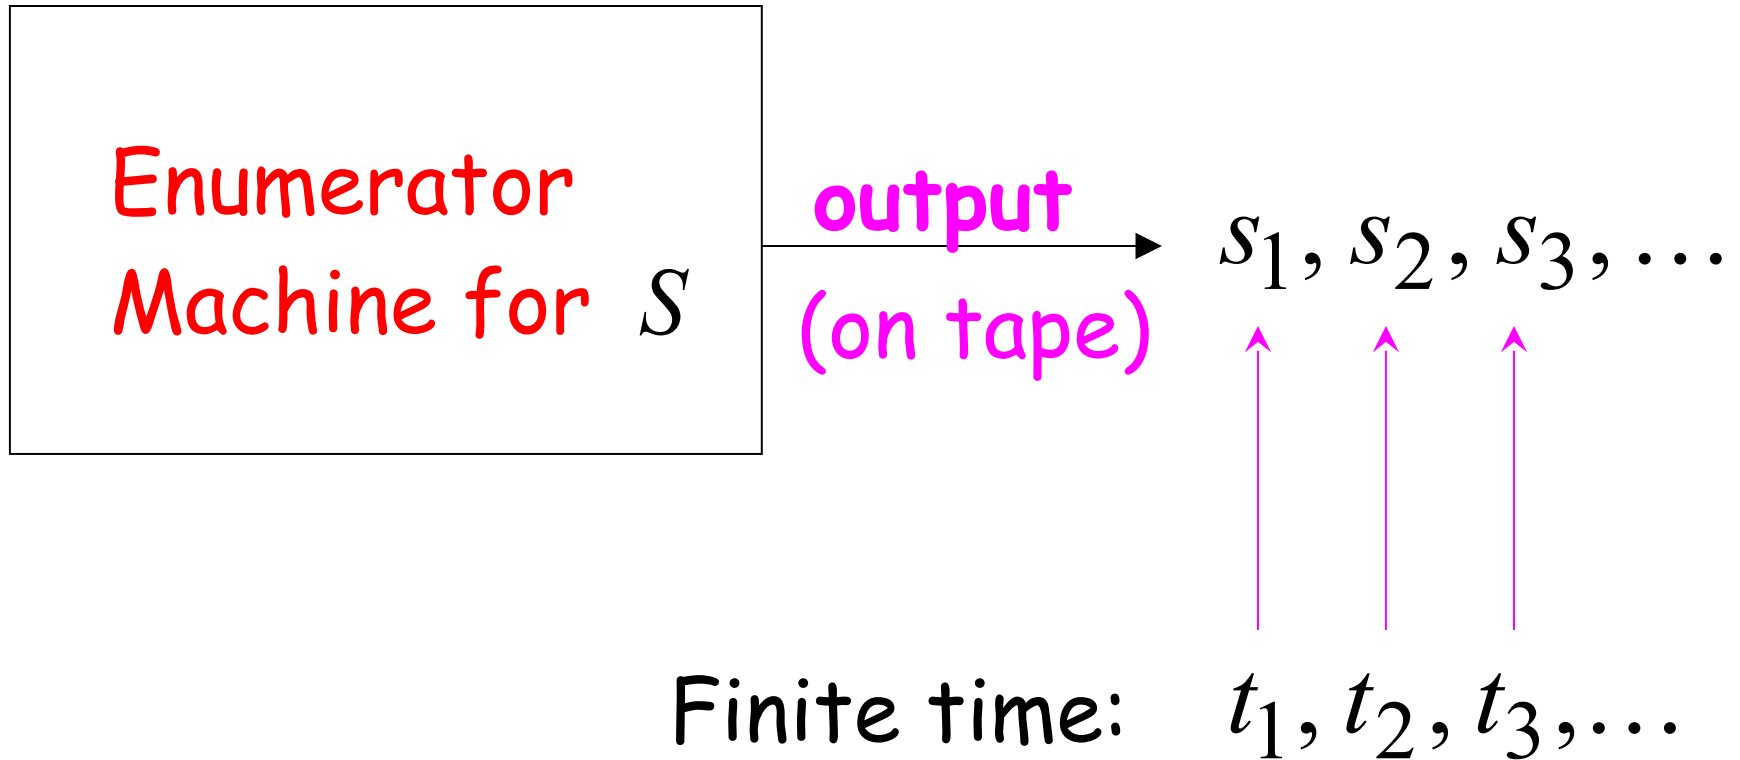 Enumerator
Machine for S
output
(on tape)
s₁, s₂, s₃, …
Finite time: t₁, t₂, t₃, …